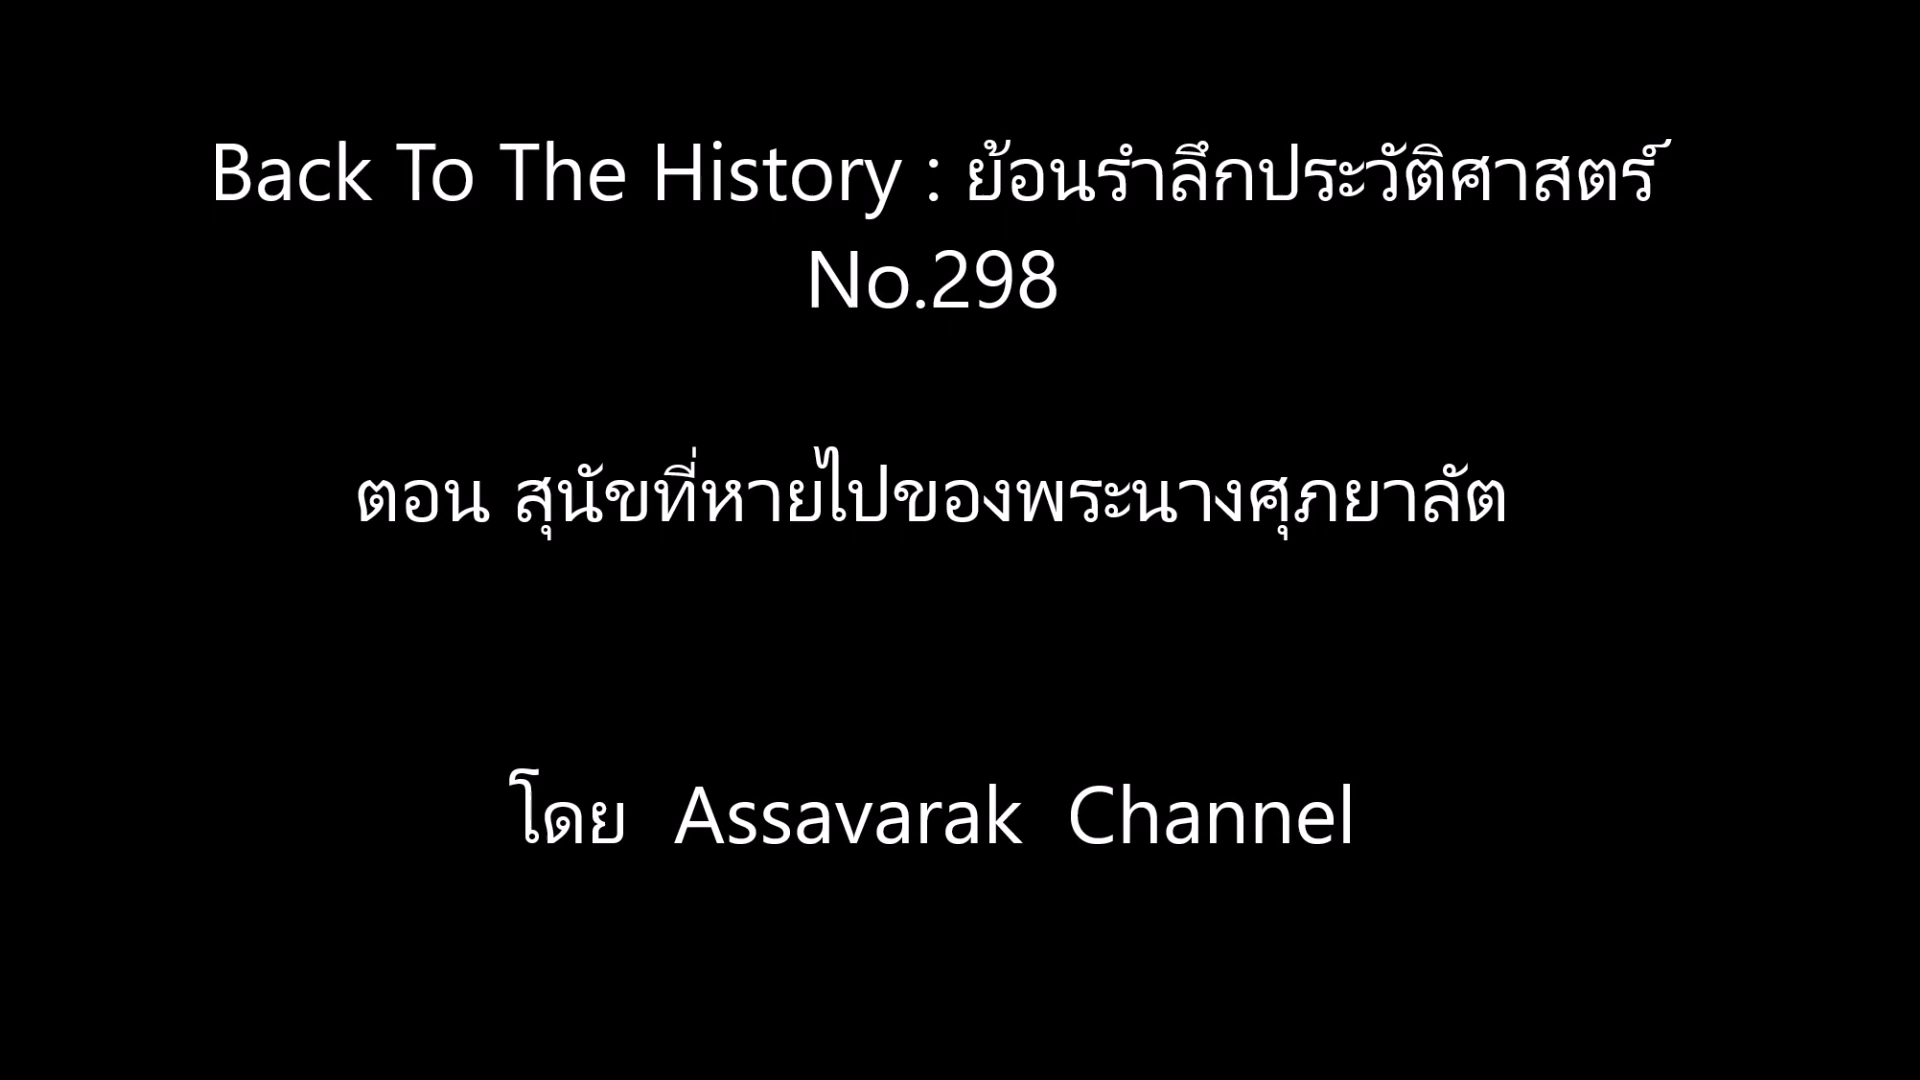 Back To The History : ย้อนรำลึกประวัติศาสตร์
No.298
ตอน สุนัขที่หายไปของพระนางศุภยาลัต
โดย Assavarak Channel